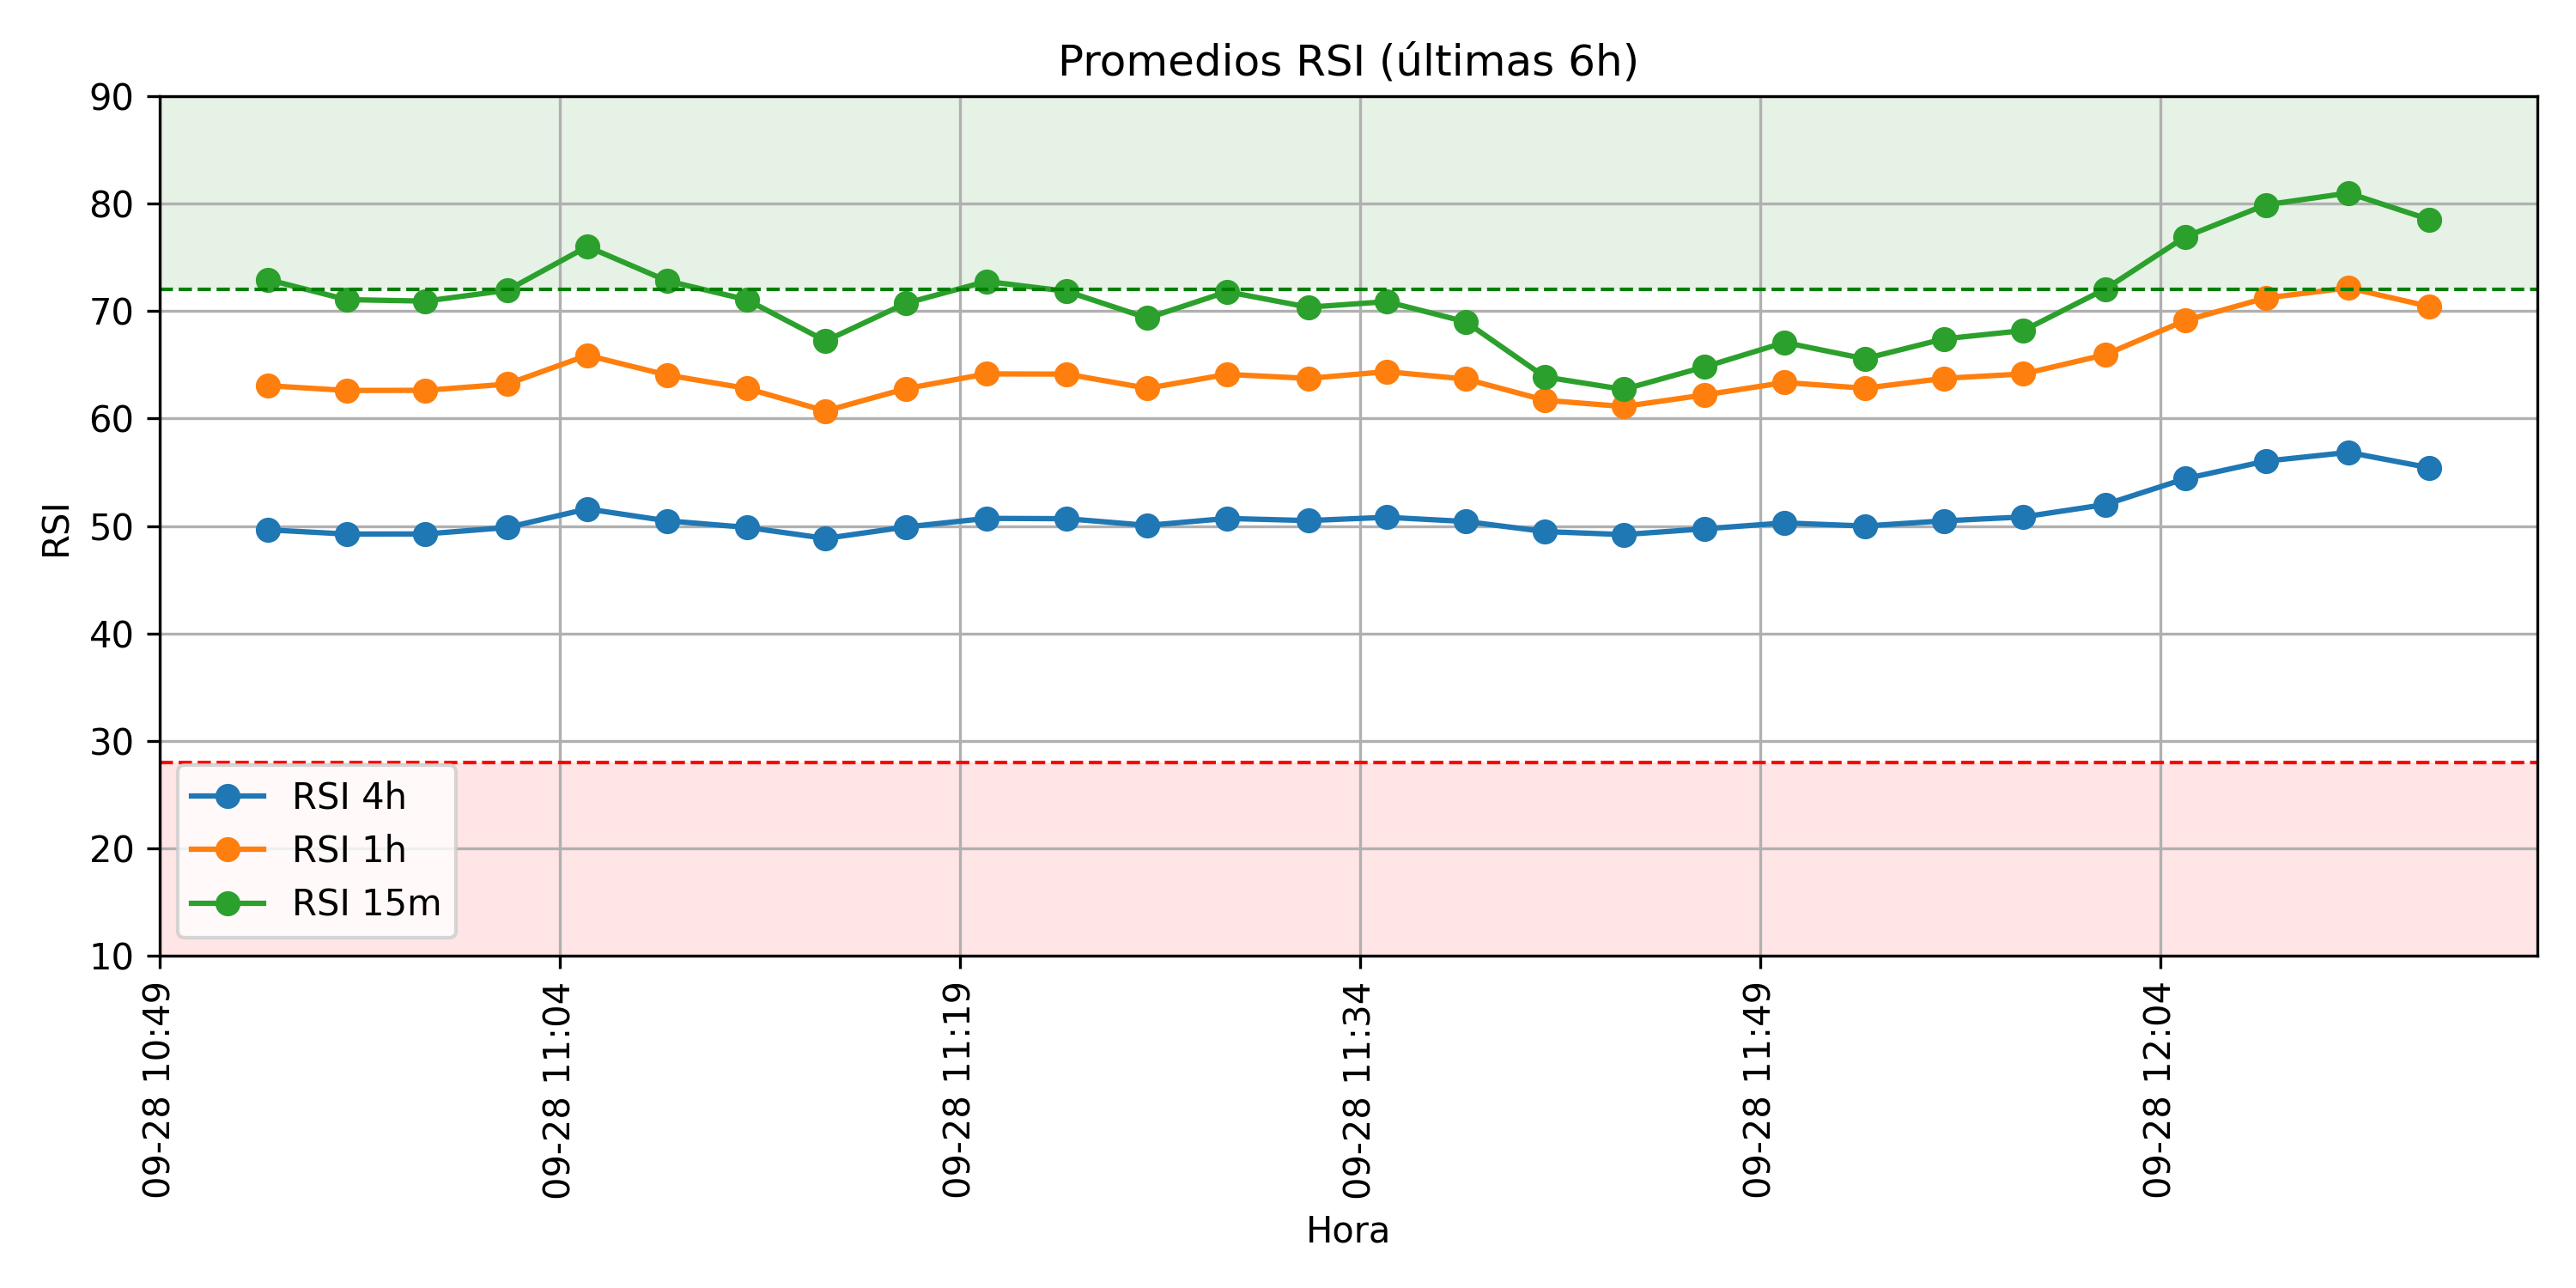 Promedios RSI (últimas 6h)
90
80
70
60
50
40
30
20
10
RSI
RSI 4h
RSI 1h
RSI 15m
09-28 10:49
09-28 11:04
09-28 11:19
09-28 11:34
09-28 11:49
09-28 12:04
Hora